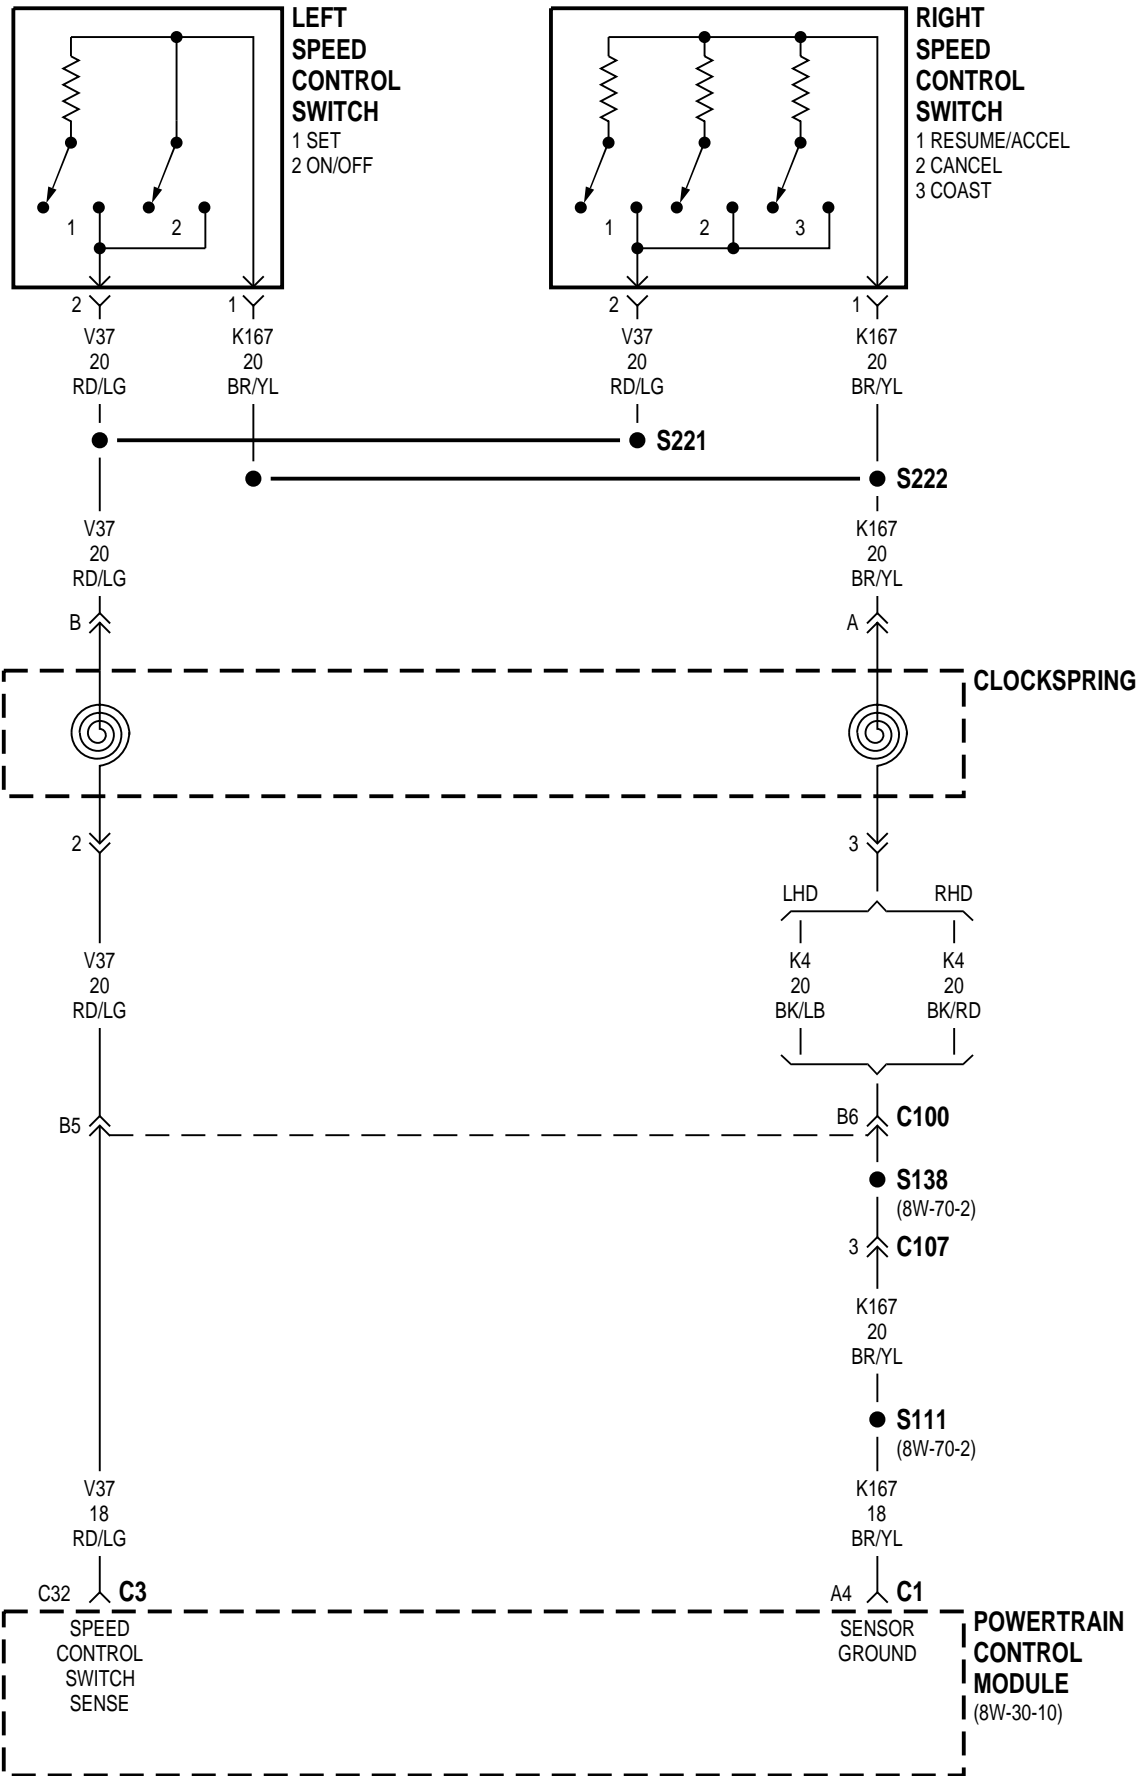 LEFT
SPEED
CONTROL
SWITCH
1 SET
2 ON/OFF
RIGHT
SPEED
CONTROL
SWITCH
1 RESUME/ACCEL
2 CANCEL
3 COAST
1
2
1
2
3
2
1
2
1
V37
20
RD/LG
K167
20
BR/YL
V37
20
RD/LG
K167
20
BR/YL
S221
S222
V37
20
RD/LG
K167
20
BR/YL
B
A
CLOCKSPRING
2
3
LHD
RHD
V37
20
RD/LG
K4
20
BK/LB
K4
20
BK/RD
B5
B6
C100
S138
(8W-70-2)
3
C107
K167
20
BR/YL
S111
(8W-70-2)
V37
18
RD/LG
K167
18
BR/YL
C32
C3
A4
C1
SPEED
CONTROL
SWITCH
SENSE
SENSOR
GROUND
POWERTRAIN
CONTROL
MODULE
(8W-30-10)